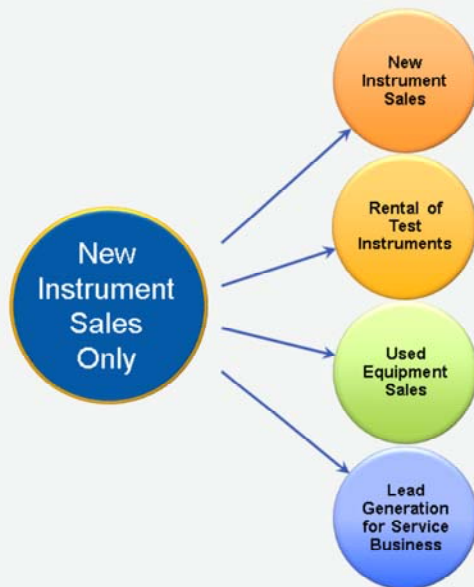 New
Instrument
Sales
Only
New
Instrument
Sales
Rental of
Test
Instruments
Used
Equipment
Sales
Lead
Generation
for Service
Business